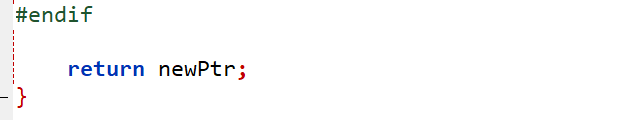 #endif
return newPtr;
}